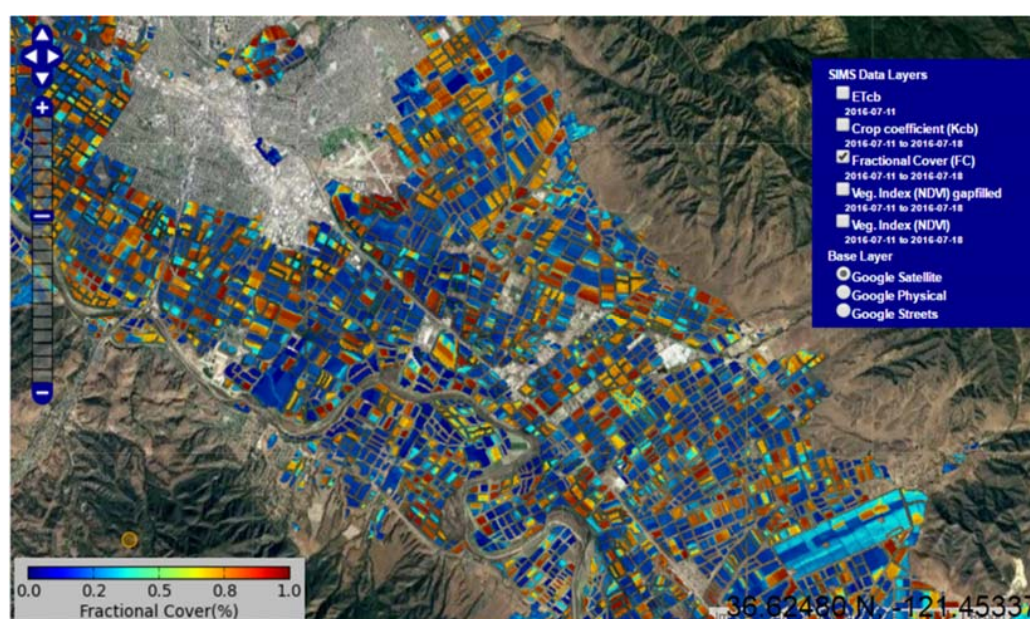 SIMS Data Layers
ETcb
2016-07-11
Crop coefficient (Kcb)
2016-07-11 to 2016-07-18
Fractional Cover (FC)
2016-07-11 to 2016-07-18
Veg. Index (NDVI) gapfilled
2016-07-11 to 2016-07-18
Veg. Index (NDVI)
2016-07-11 to 2016-07-18
Base Layer
Google Satellite
Google Physical
Google Streets
0.0 0.2 0.5 0.8 1.0
Fractional Cover(%)
36.62480 N, -121.45337